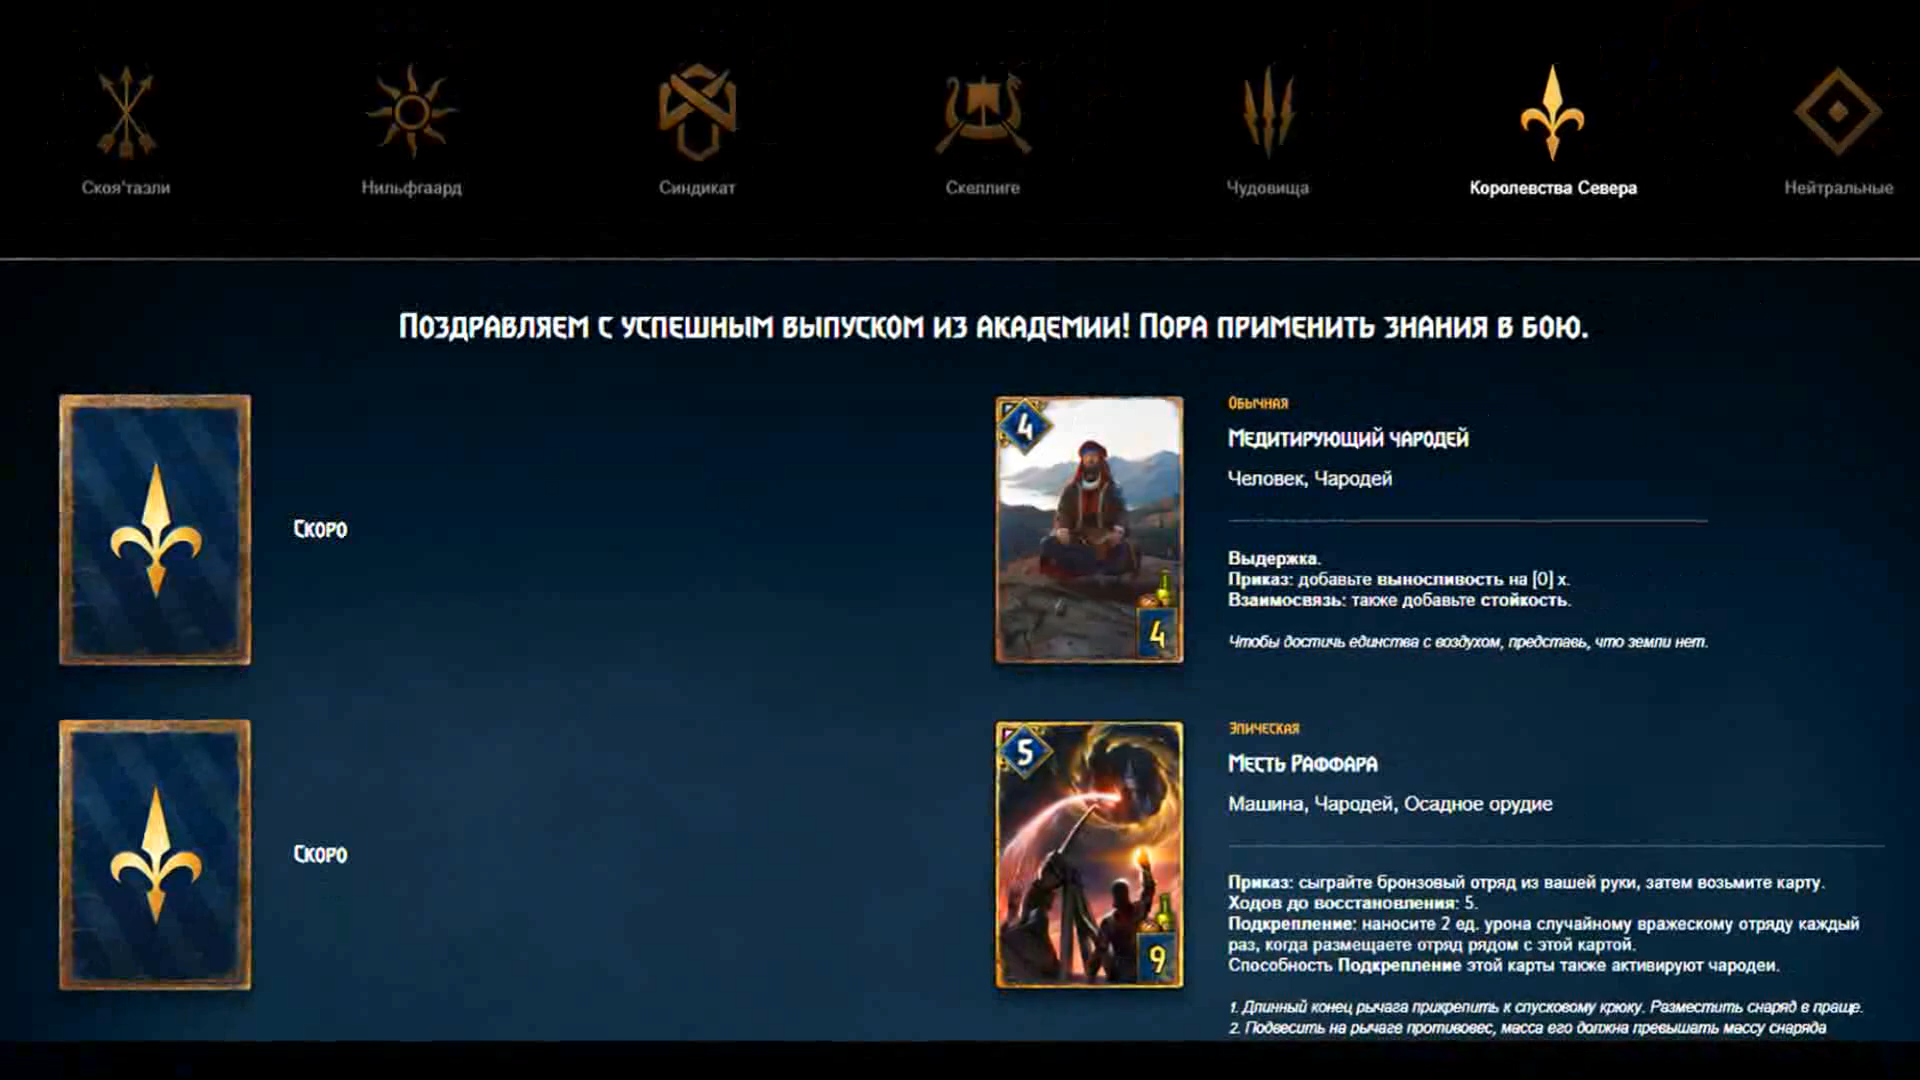 Скоя'таэли
Нильфгаард
Синдикат
Скеллиге
Чудовища
Королевства Севера
Нейтральные
Поздравляем с успешным выпуском из академии! Пора применить знания в бою.
Скоро
4
4
Обычная
Медитирующий чародей
Человек, Чародей
Выдержка.
Приказ: добавьте выносливость на [0] х.
Взаимосвязь: также добавьте стойкость.
Чтобы достичь единства с воздухом, представь, что земли нет.
Скоро
5
9
Эпическая
Месть Раффара
Машина, Чародей, Осадное орудие
Приказ: сыграйте бронзовый отряд из вашей руки, затем возьмите карту.
Ходов до восстановления: 5.
Подкрепление: наносите 2 ед. урона случайному вражескому отряду каждый
раз, когда размещаете отряд рядом с этой картой.
Способность Подкрепление этой карты также активируют чародеи.
1. Длинный конец рычага прикрепить к спусковому крюку. Разместить снаряд в праще.
2. Подвесить на рычаге противовес, масса его должна превышать массу снаряда